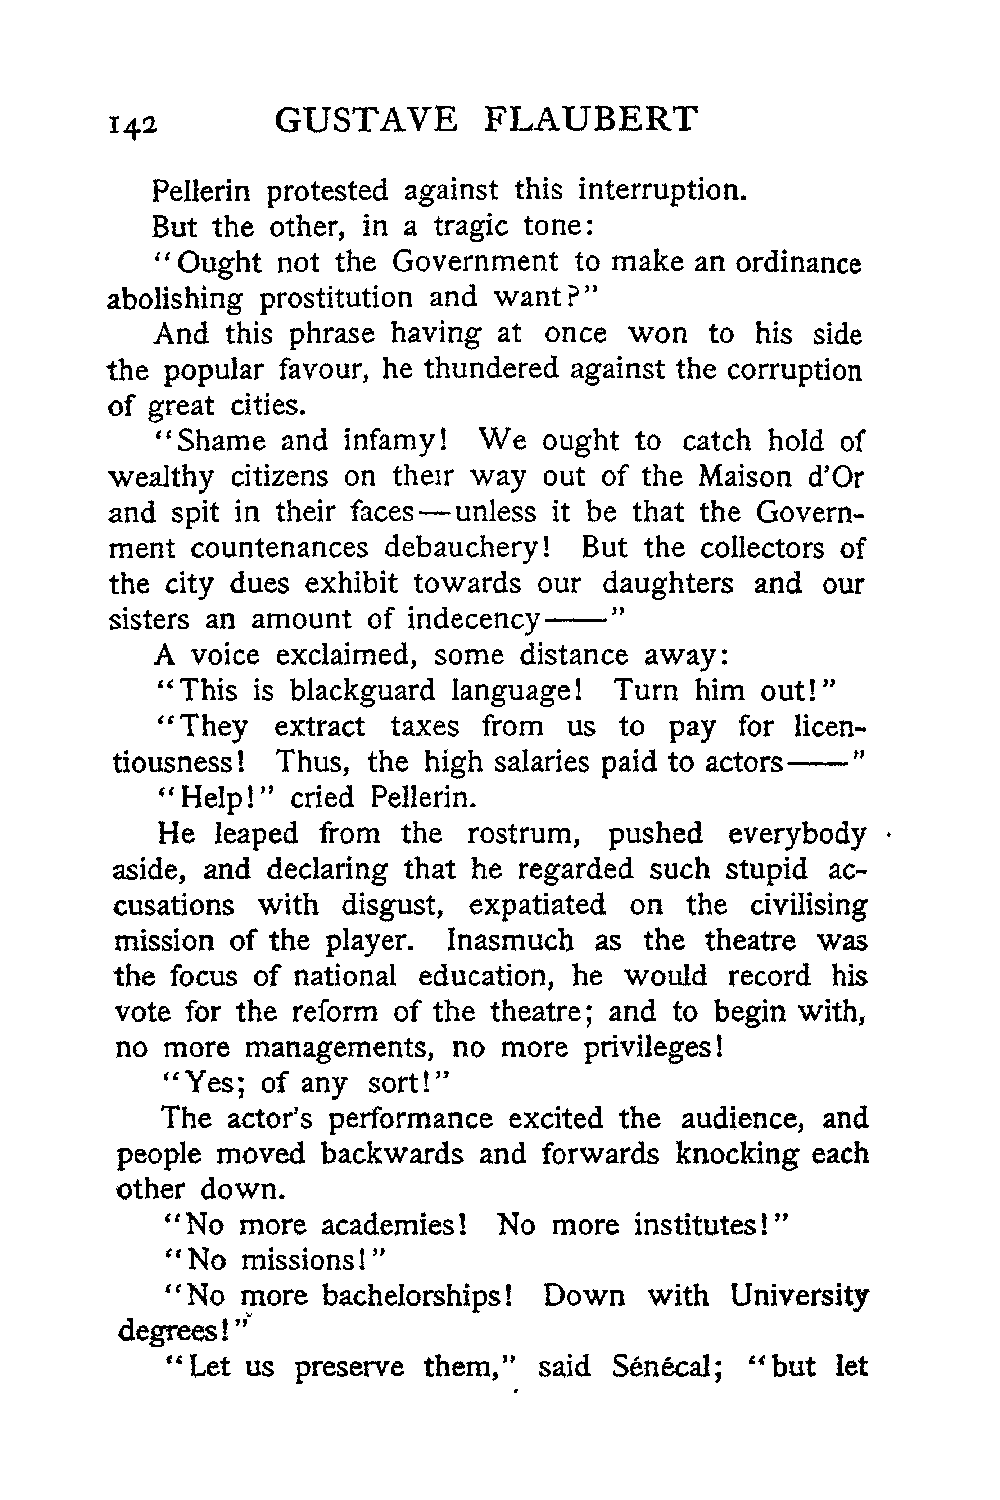 142 GUSTAVE FLAUBERT
Pellerin protested against this interruption.
But the other, in a tragic tone:
"Ought not the Government to make an ordinance
abolishing prostitution and want?"
And this phrase having at once won to his side
the popular favour, he thundered against the corruption
of great cities.
"Shame and infamy! We ought to catch hold of
wealthy citizens on their way out of the Maison d'Or
and spit in their faces—unless it be that the Govern-
ment countenances debauchery! But the collectors of
the city dues exhibit towards our daughters and our
sisters an amount of indecency——"
A voice exclaimed, some distance away:
"This is blackguard language! Turn him out!"
"They extract taxes from us to pay for licen-
tiousness! Thus, the high salaries paid to actors——"
"Help!" cried Pellerin.
He leaped from the rostrum, pushed everybody
aside, and declaring that he regarded such stupid ac-
cusations with disgust, expatiated on the civilising
mission of the player. Inasmuch as the theatre was
the focus of national education, he would record his
vote for the reform of the theatre; and to begin with,
no more managements, no more privileges!
"Yes; of any sort!"
The actor's performance excited the audience, and
people moved backwards and forwards knocking each
other down.
"No more academies! No more institutes!"
"No missions!"
"No more bachelorships! Down with University
degrees!"
"Let us preserve them," said Sénécal; "but let